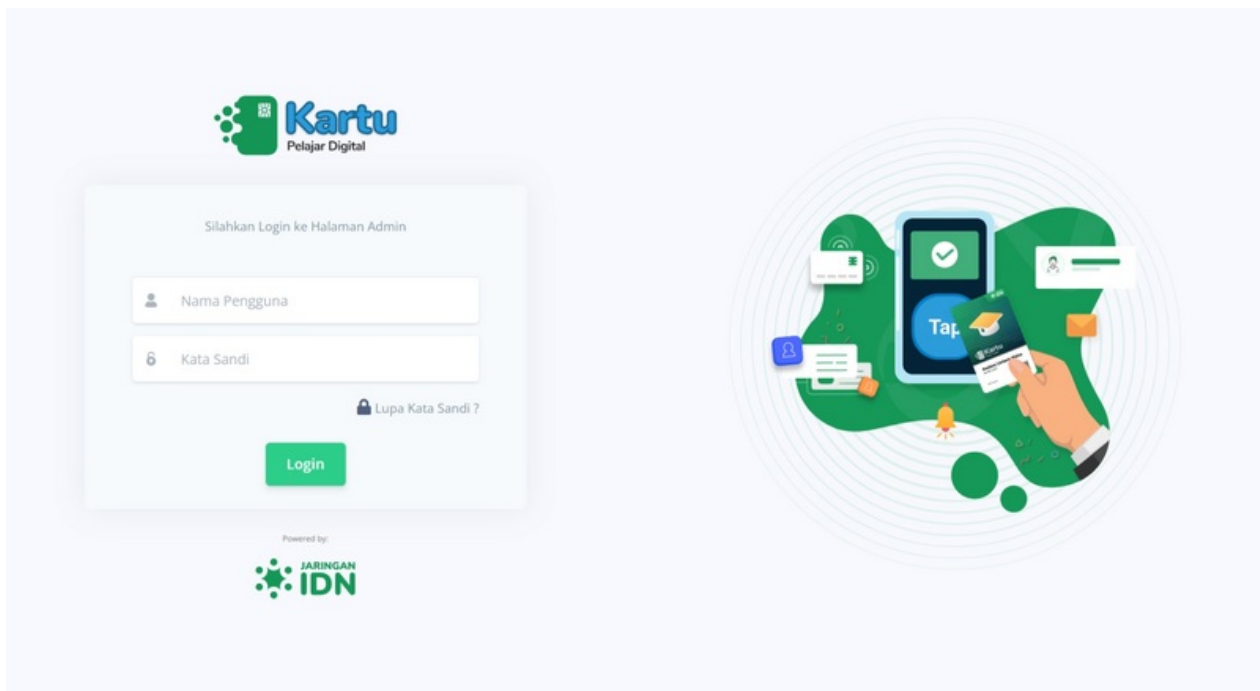 Kartu
Pelajar Digital
Silahkan Login ke Halaman Admin
Nama Pengguna
Kata Sandi
Lupa Kata Sandi ?
Login
Powered by:
JARINGAN
IDN
Tap
Kartu